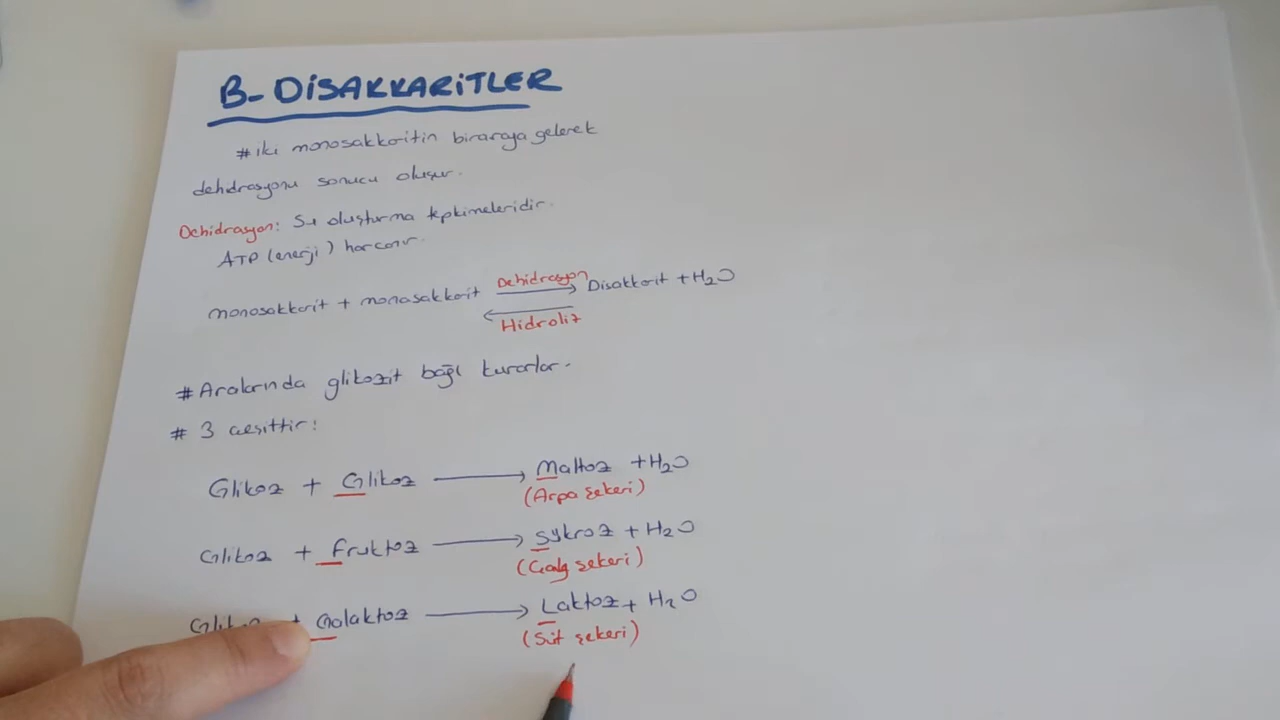 B- DİSAKKARİTLER
# iki monosakkaritin biraraya gelerek
dehidrasyonu sonucu oluşur.
Dehidrasyon: Su oluşturma tepkimeleridir.
ATP (enerji) harcanır.
monosakkarit + monosakkarit Dehidrasyon Disakkarit + H2O
Hidroliz
# Aralarında glikozit bağı kurarlar.
# 3 çeşittir:
Glikoz + Glikoz Maltoz + H2O
(Arpa şekeri)
Glikoz + Fruktoz Sükroz + H2O
(Çay şekeri)
+ Galaktoz Laktoz + H2O
(Süt şekeri)